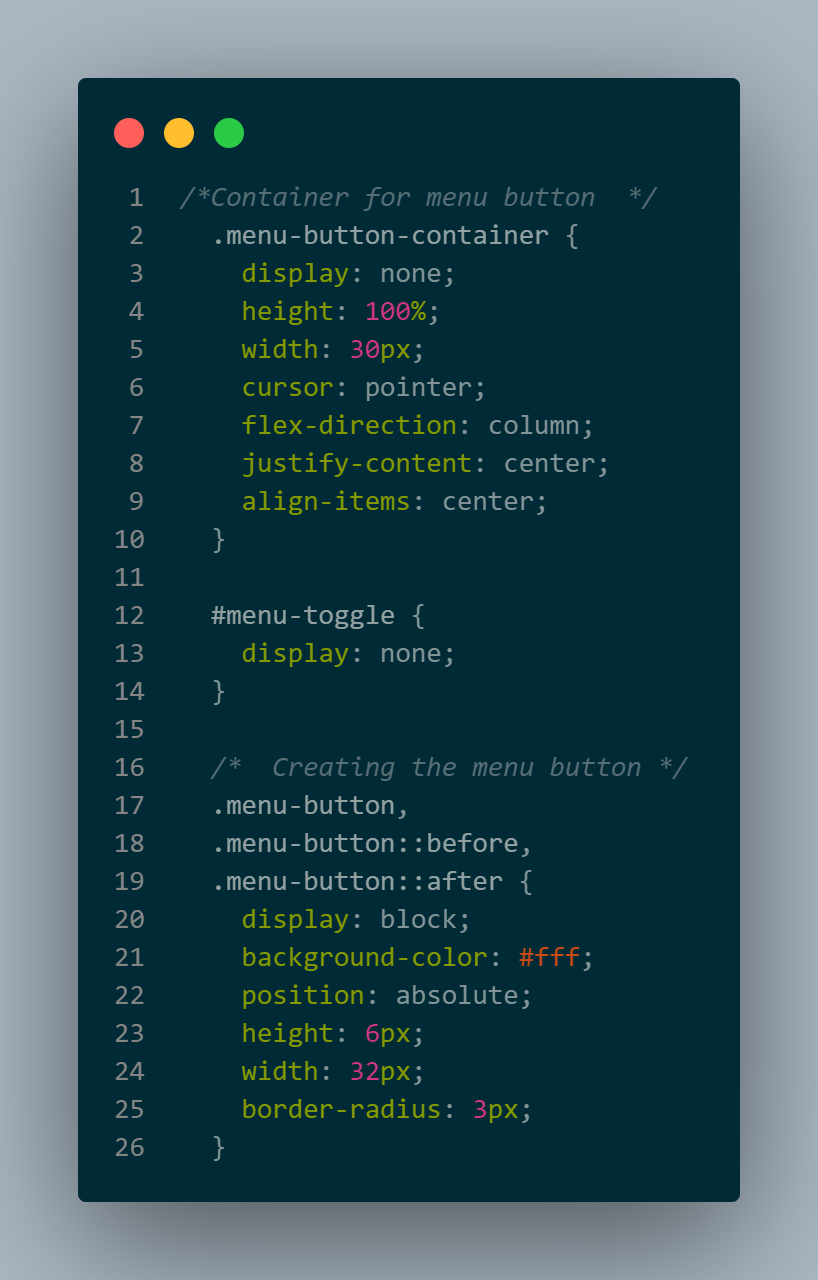 1 /*Container for menu button  */
2   .menu-button-container {
3     display: none;
4     height: 100%;
5     width: 30px;
6     cursor: pointer;
7     flex-direction: column;
8     justify-content: center;
9     align-items: center;
10   }
11
12   #menu-toggle {
13     display: none;
14   }
15
16   /*  Creating the menu button */
17   .menu-button,
18   .menu-button::before,
19   .menu-button::after {
20     display: block;
21     background-color: #fff;
22     position: absolute;
23     height: 6px;
24     width: 32px;
25     border-radius: 3px;
26   }